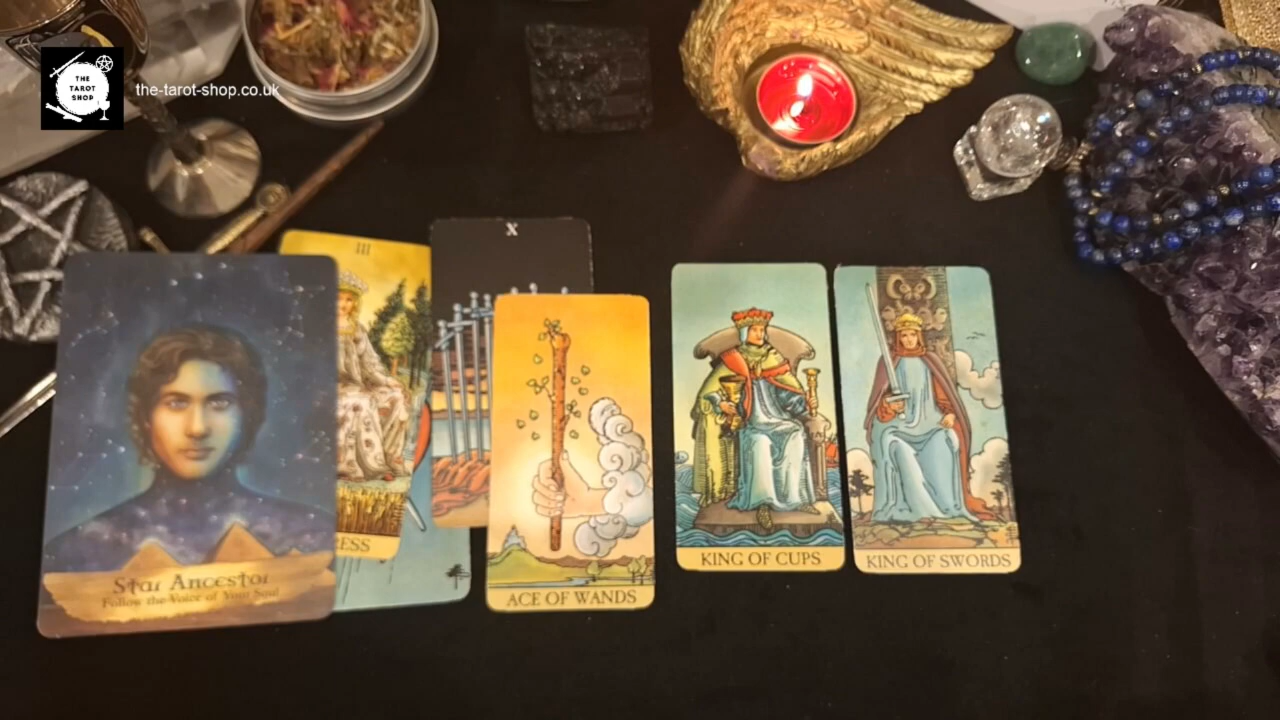 THE
TAROT
SHOP
the-tarot-shop.co.uk
III
X
Star Ancestor
Follow the Voice of Your Soul
RESS
ACE OF WANDS
KING OF CUPS
KING OF SWORDS